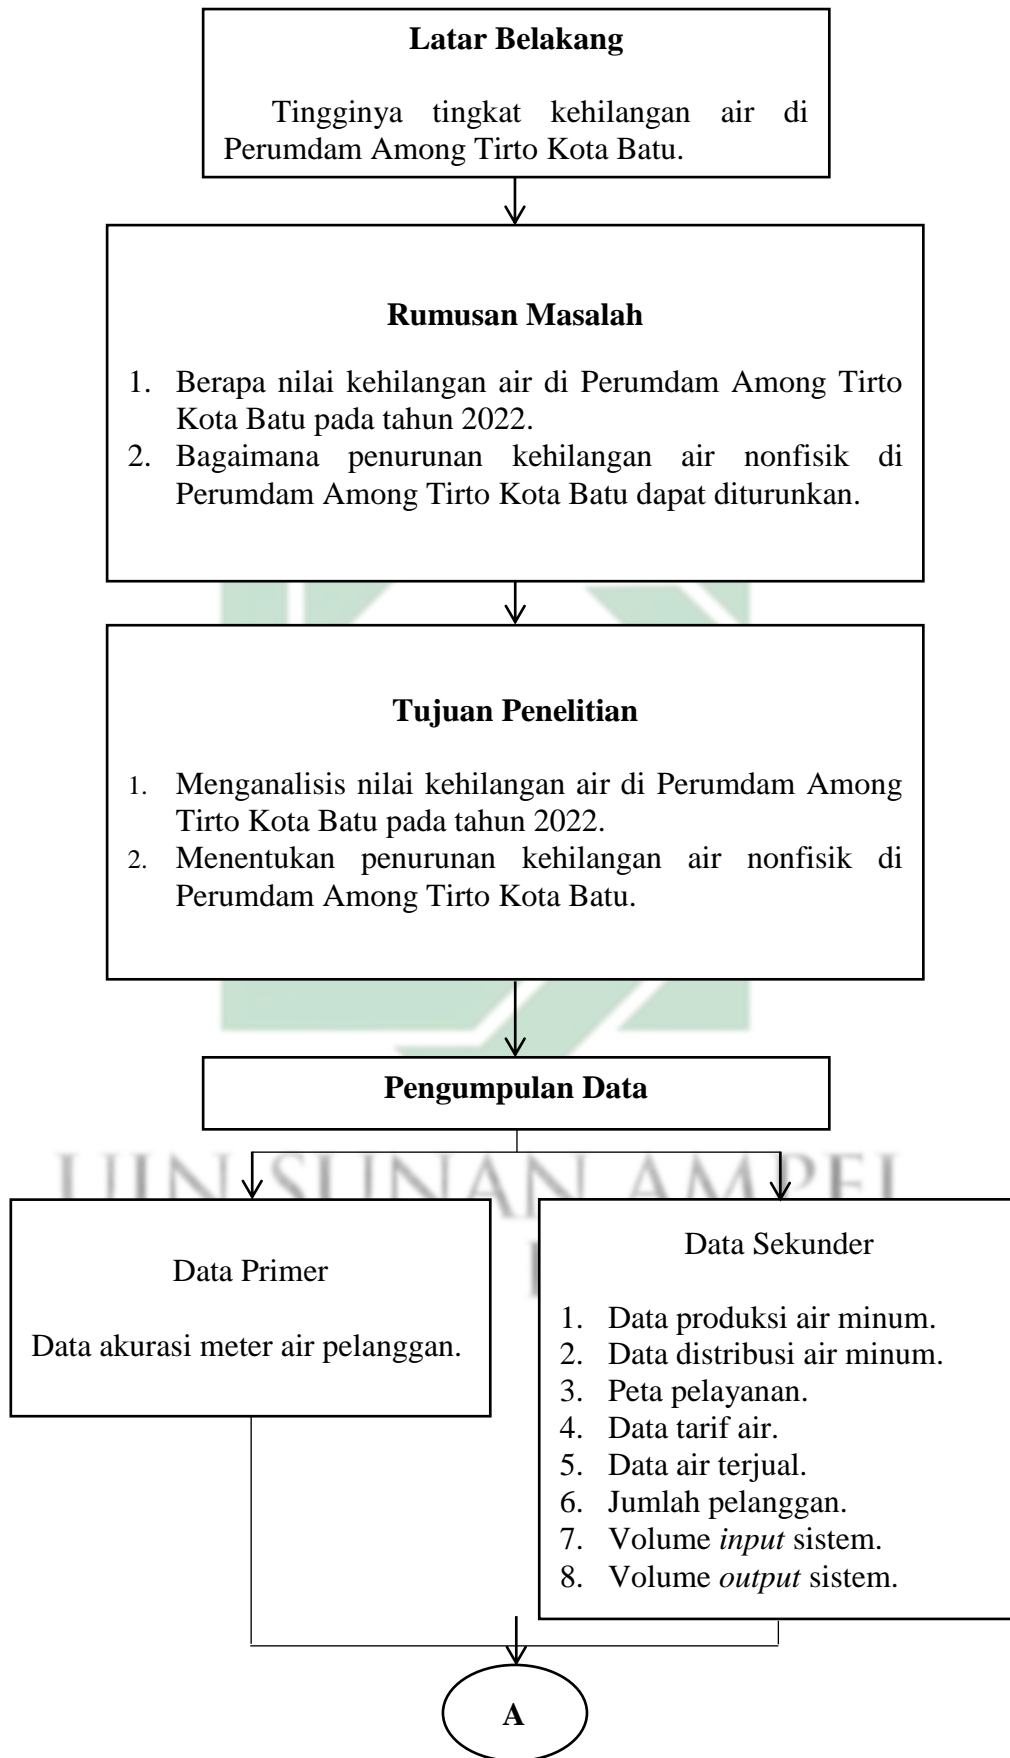 Latar Belakang
Tingginya tingkat kehilangan air di
Perumdam Among Tirto Kota Batu.
Rumusan Masalah
1. Berapa nilai kehilangan air di Perumdam Among Tirto
Kota Batu pada tahun 2022.
2. Bagaimana penurunan kehilangan air nonfisik di
Perumdam Among Tirto Kota Batu dapat diturunkan.
Tujuan Penelitian
1. Menganalisis nilai kehilangan air di Perumdam Among
Tirto Kota Batu pada tahun 2022.
2. Menentukan penurunan kehilangan air nonfisik di
Perumdam Among Tirto Kota Batu.
Pengumpulan Data
UIN SUNAN AMPEL
Data Primer
Data akurasi meter air pelanggan.
Data Sekunder
1. Data produksi air minum.
2. Data distribusi air minum.
3. Peta pelayanan.
4. Data tarif air.
5. Data air terjual.
6. Jumlah pelanggan.
7. Volume input sistem.
8. Volume output sistem.
A